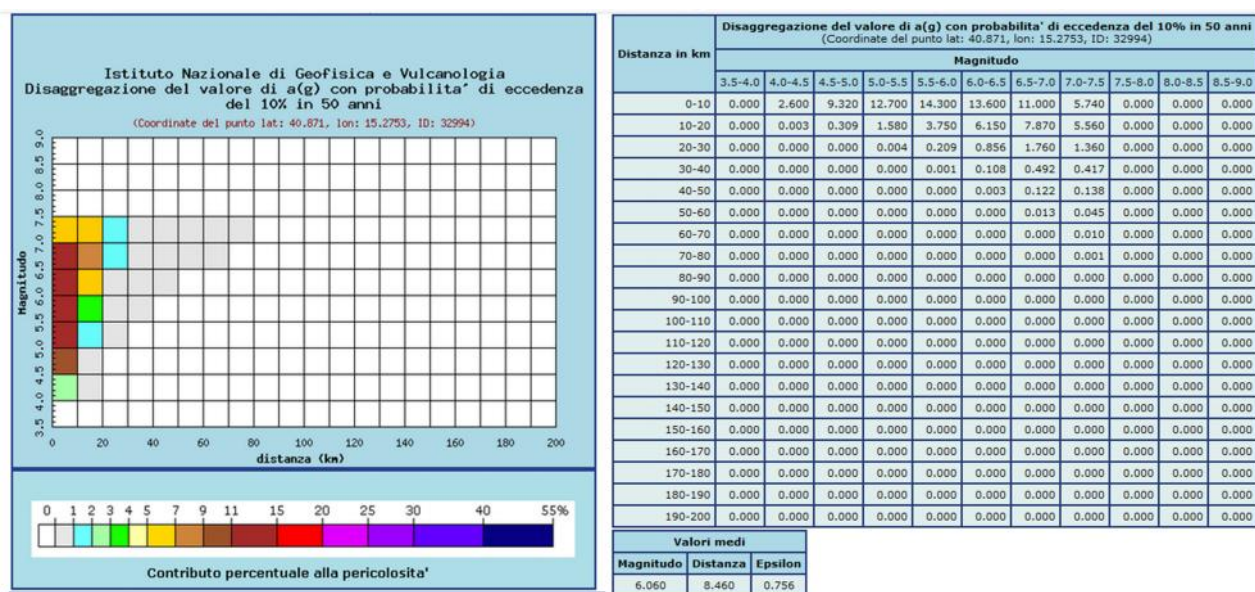 Istituto Nazionale di Geofisica e Vulcanologia
Disaggregazione del valore di a(g) con probabilita' di eccedenza
del 10% in 50 anni
(Coordinate del punto lat: 40.871, lon: 15.2753, ID: 32994)
Magnitudo
9.0
8.5
8.0
7.5
7.0
6.5
6.0
5.5
5.0
4.5
4.0
3.5
0 20 40 60 80 100 120 140 160 180 200
distanza (km)
0 1 2 3 4 5 7 9 11 15 20 25 30 40 55%
Contributo percentuale alla pericolosita'
Distanza in km
Disaggregazione del valore di a(g) con probabilita' di eccedenza del 10% in 50 anni
(Coordinate del punto lat: 40.871, lon: 15.2753, ID: 32994)
Magnitudo
3.5-4.0 4.0-4.5 4.5-5.0 5.0-5.5 5.5-6.0 6.0-6.5 6.5-7.0 7.0-7.5 7.5-8.0 8.0-8.5 8.5-9.0
0-10 0.000 2.600 9.320 12.700 14.300 13.600 11.000 5.740 0.000 0.000 0.000
10-20 0.000 0.003 0.309 1.580 3.750 6.150 7.870 5.560 0.000 0.000 0.000
20-30 0.000 0.000 0.000 0.004 0.209 0.856 1.760 1.360 0.000 0.000 0.000
30-40 0.000 0.000 0.000 0.000 0.001 0.108 0.492 0.417 0.000 0.000 0.000
40-50 0.000 0.000 0.000 0.000 0.000 0.003 0.122 0.138 0.000 0.000 0.000
50-60 0.000 0.000 0.000 0.000 0.000 0.000 0.013 0.045 0.000 0.000 0.000
60-70 0.000 0.000 0.000 0.000 0.000 0.000 0.000 0.010 0.000 0.000 0.000
70-80 0.000 0.000 0.000 0.000 0.000 0.000 0.000 0.001 0.000 0.000 0.000
80-90 0.000 0.000 0.000 0.000 0.000 0.000 0.000 0.000 0.000 0.000 0.000
90-100 0.000 0.000 0.000 0.000 0.000 0.000 0.000 0.000 0.000 0.000 0.000
100-110 0.000 0.000 0.000 0.000 0.000 0.000 0.000 0.000 0.000 0.000 0.000
110-120 0.000 0.000 0.000 0.000 0.000 0.000 0.000 0.000 0.000 0.000 0.000
120-130 0.000 0.000 0.000 0.000 0.000 0.000 0.000 0.000 0.000 0.000 0.000
130-140 0.000 0.000 0.000 0.000 0.000 0.000 0.000 0.000 0.000 0.000 0.000
140-150 0.000 0.000 0.000 0.000 0.000 0.000 0.000 0.000 0.000 0.000 0.000
150-160 0.000 0.000 0.000 0.000 0.000 0.000 0.000 0.000 0.000 0.000 0.000
160-170 0.000 0.000 0.000 0.000 0.000 0.000 0.000 0.000 0.000 0.000 0.000
170-180 0.000 0.000 0.000 0.000 0.000 0.000 0.000 0.000 0.000 0.000 0.000
180-190 0.000 0.000 0.000 0.000 0.000 0.000 0.000 0.000 0.000 0.000 0.000
190-200 0.000 0.000 0.000 0.000 0.000 0.000 0.000 0.000 0.000 0.000 0.000
Valori medi
Magnitudo Distanza Epsilon
6.060 8.460 0.756